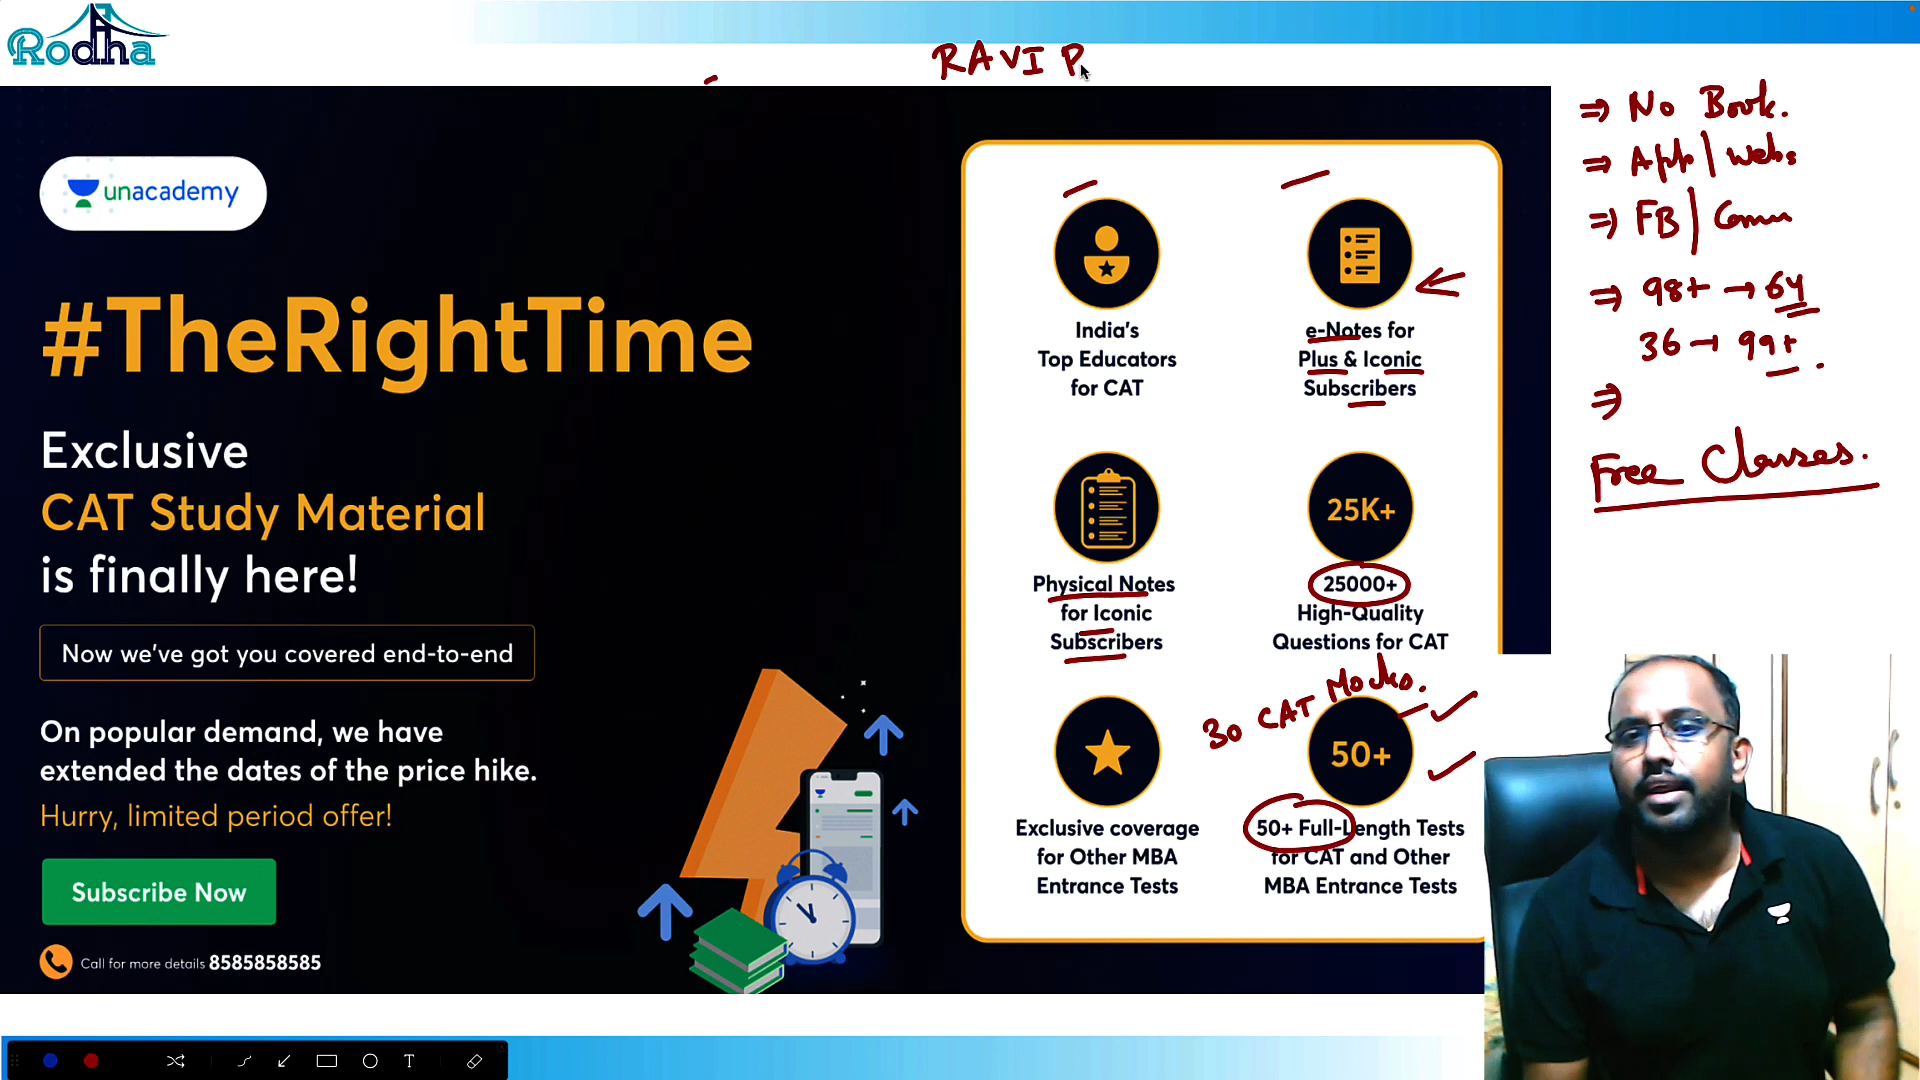 Rodha
RAVI P
unacademy
#TheRightTime
Exclusive
CAT Study Material
is finally here!
Now we've got you covered end-to-end
On popular demand, we have
extended the dates of the price hike.
Hurry, limited period offer!
Subscribe Now
Call for more details 8585858585
India's
Top Educators
for CAT
e-Notes for
Plus & Iconic
Subscribers
Physical Notes
for Iconic
Subscribers
25K+
25000+
High-Quality
Questions for CAT
Exclusive coverage
for Other MBA
Entrance Tests
30 CAT Mocks.
50+
50+ Full-Length Tests
for CAT and Other
MBA Entrance Tests
⇒ No Book.
⇒ App | Webs
⇒ FB | Comm
⇒ 98+ → 64
36 → 99+
⇒
Free Classes.
T